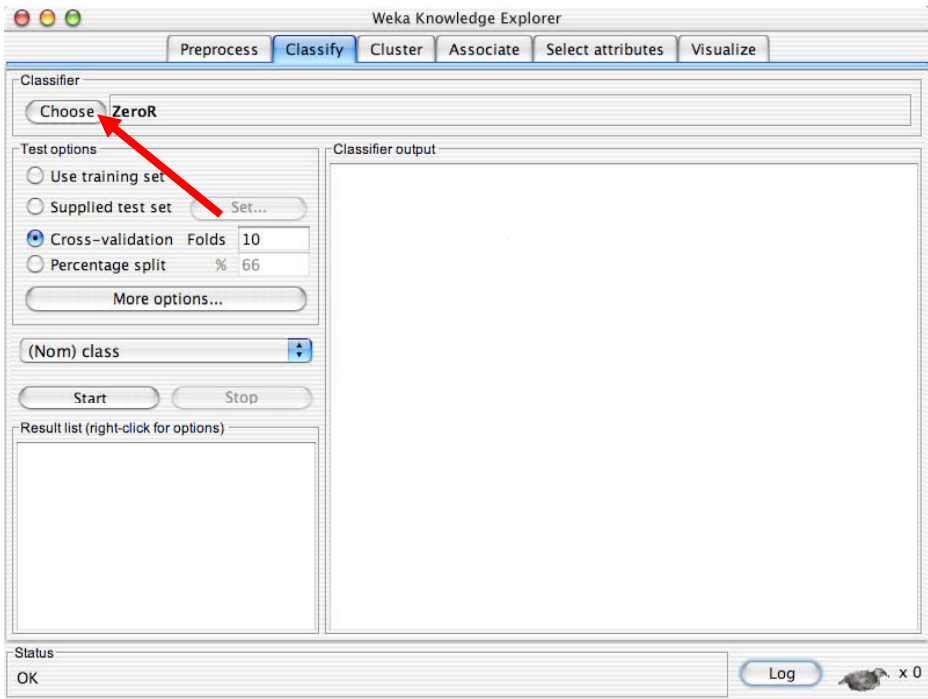 Weka Knowledge Explorer
Preprocess Classify Cluster Associate Select attributes Visualize
Classifier
Choose ZeroR
Test options
Use training set
Supplied test set Set...
Cross-validation Folds 10
Percentage split % 66
More options...
(Nom) class
Start Stop
Result list (right-click for options)
Classifier output
Status
OK
Log x 0